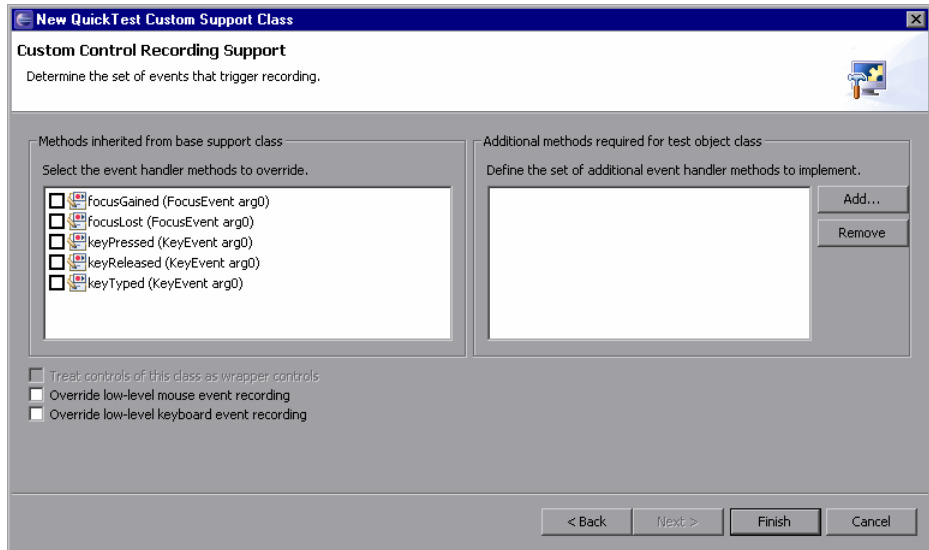 New QuickTest Custom Support Class
Custom Control Recording Support
Determine the set of events that trigger recording.
Methods inherited from base support class
Select the event handler methods to override.
focusGained (FocusEvent arg0)
focusLost (FocusEvent arg0)
keyPressed (KeyEvent arg0)
keyReleased (KeyEvent arg0)
keyTyped (KeyEvent arg0)
Additional methods required for test object class
Define the set of additional event handler methods to implement.
Add...
Remove
Treat controls of this class as wrapper controls
Override low-level mouse event recording
Override low-level keyboard event recording
< Back
Next >
Finish
Cancel